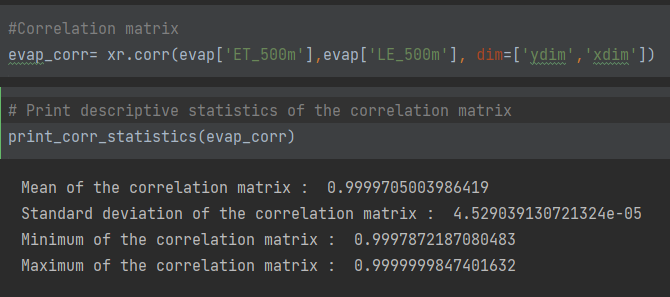 #Correlation matrix
evap_corr= xr.corr(evap['ET_500m'],evap['LE_500m'], dim=['ydim','xdim'])
# Print descriptive statistics of the correlation matrix
print_corr_statistics(evap_corr)
Mean of the correlation matrix :  0.9999705003986419
Standard deviation of the correlation matrix :  4.529039130721324e-05
Minimum of the correlation matrix :  0.9997872187080483
Maximum of the correlation matrix :  0.9999999847401632